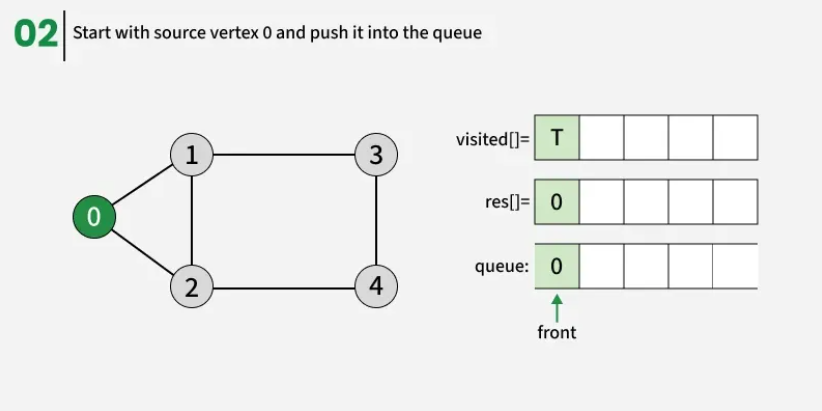 02 Start with source vertex 0 and push it into the queue
1
3
0
2
4
visited[]= T
res[]= 0
queue: 0
front